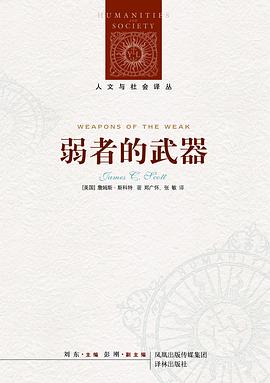 HUMANITIES
AND
SOCIETY
人文与社会译丛
WEAPONS OF THE WEAK
弱者的武器
James C. Scott
[美国] 詹姆斯·斯科特 著 郑广怀、张敏 译
刘东·主编 彭刚·副主编
凤凰出版传媒集团
译林出版社